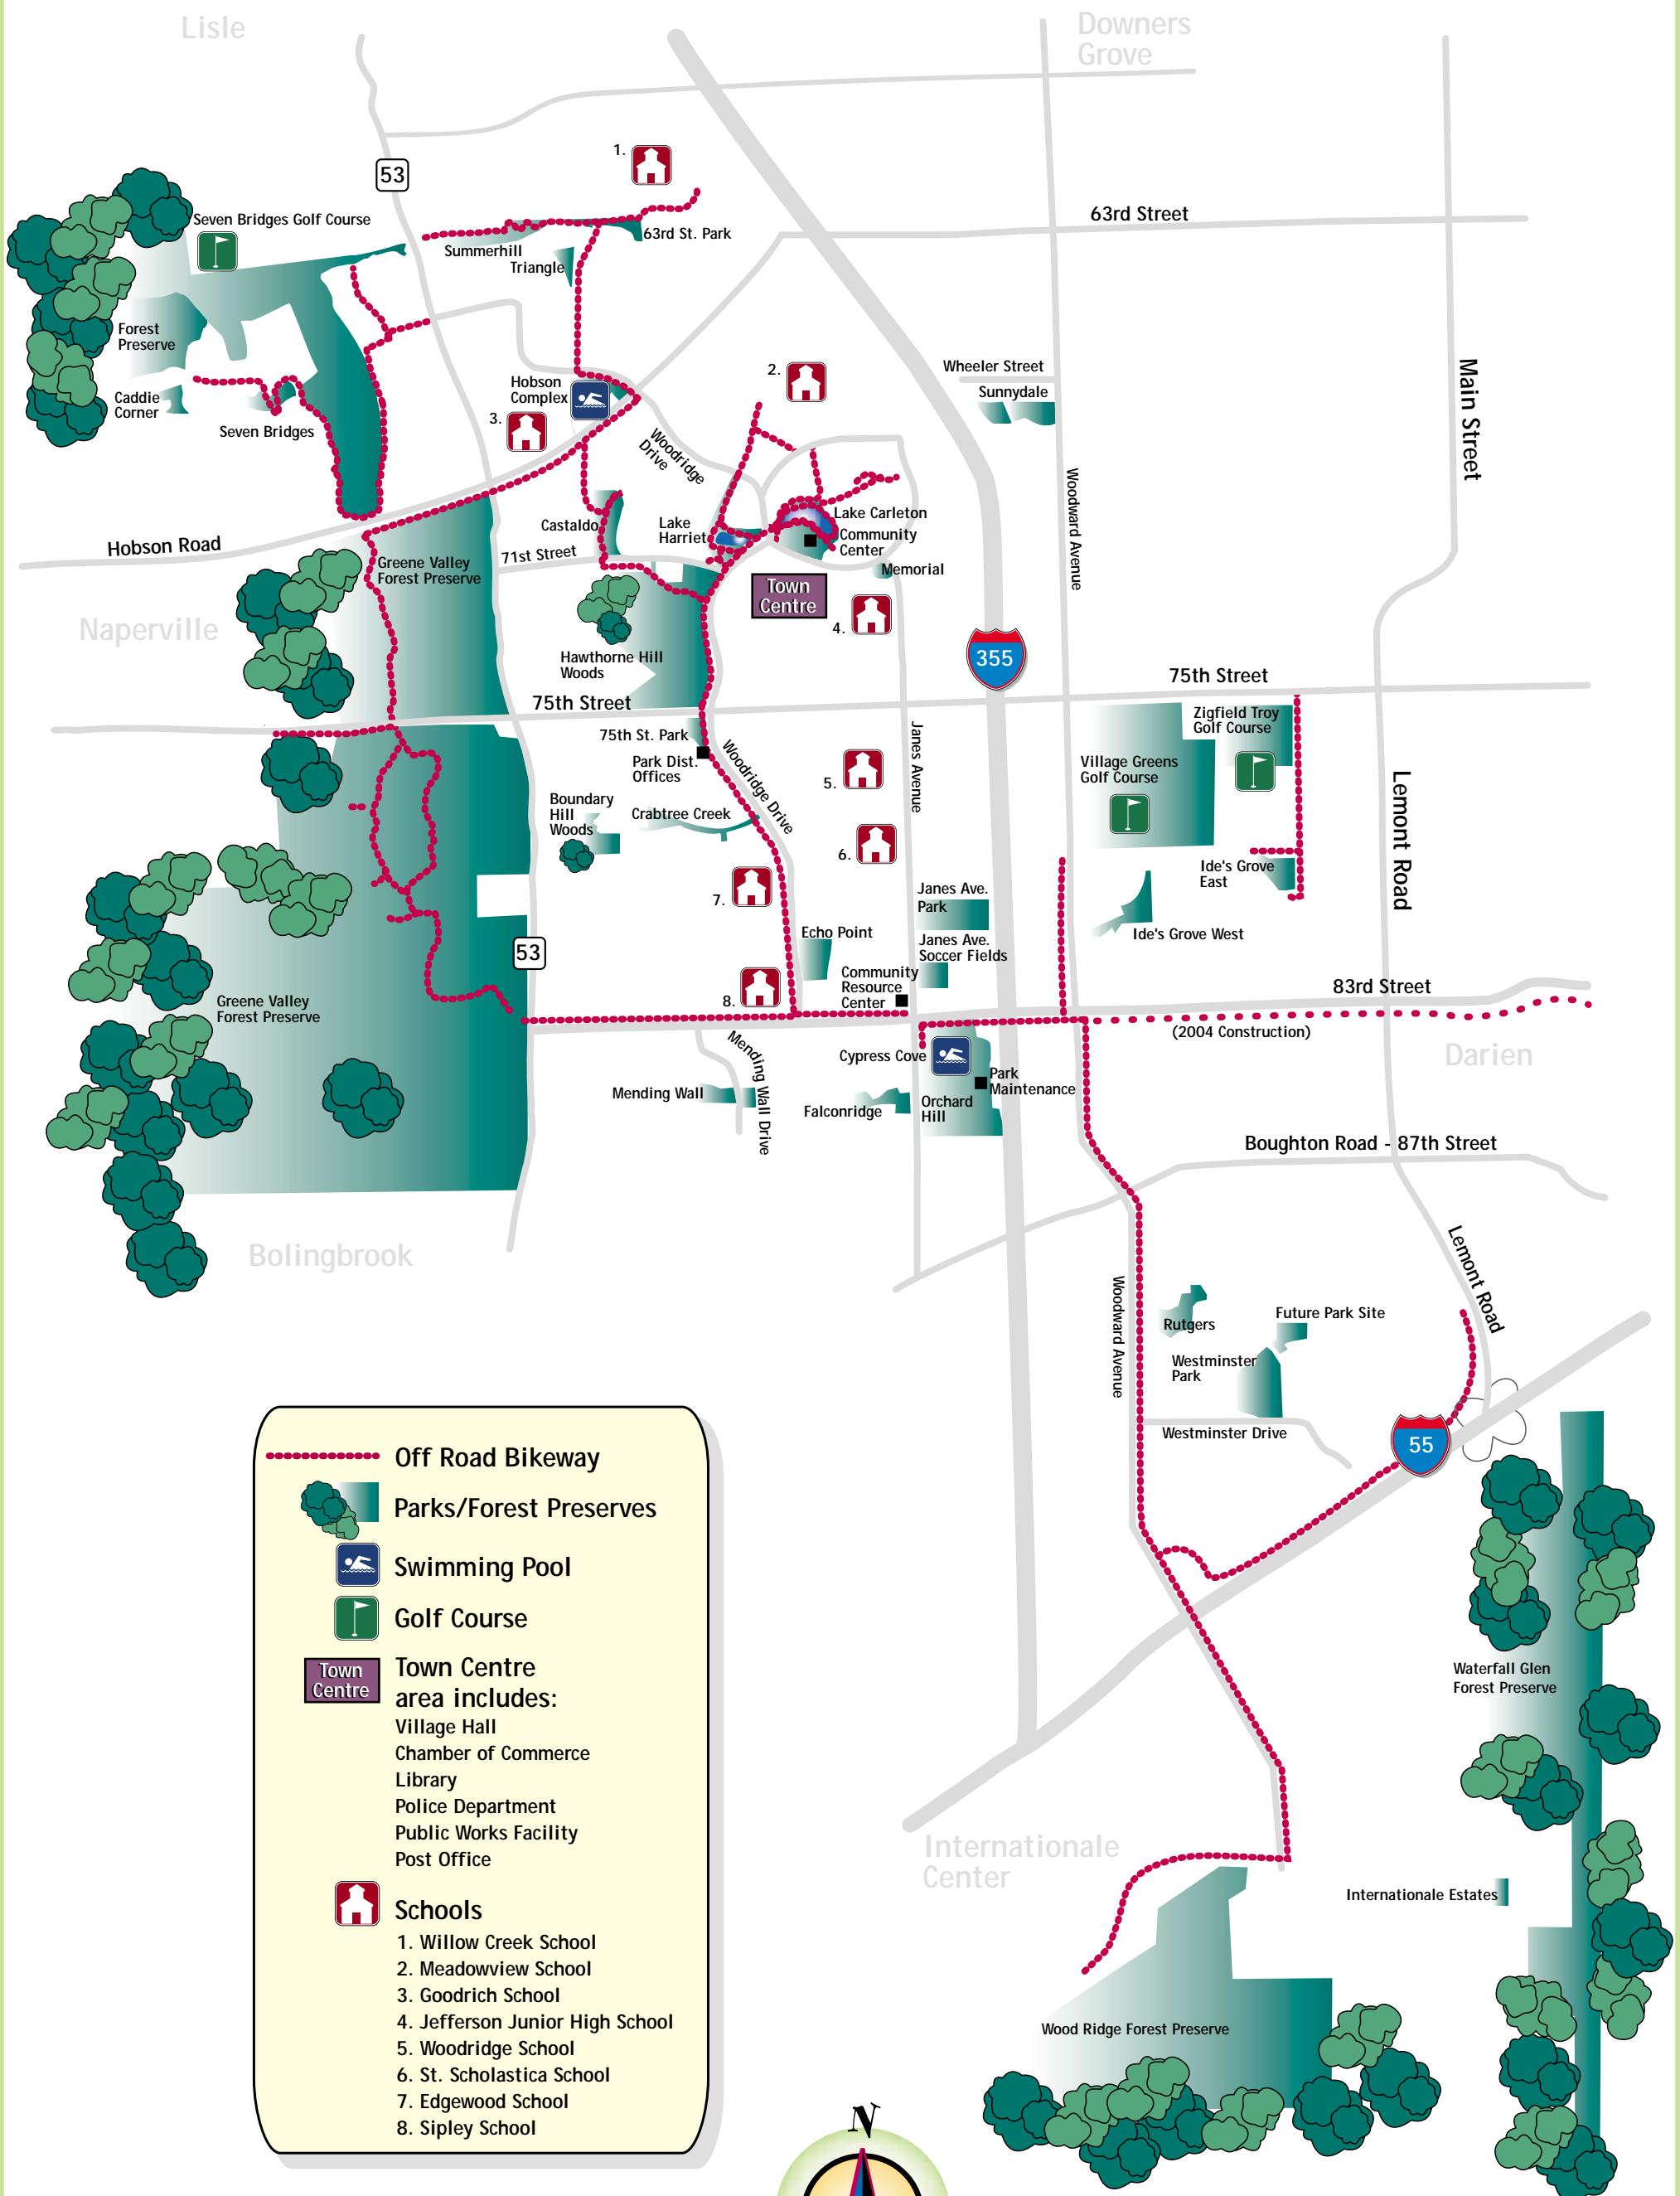 Lisle
Downers
Grove
53
1.
Seven Bridges Golf Course
63rd Street
63rd St. Park
Summerhill
Triangle
Forest
Preserve
Caddie
Corner
Seven Bridges
Hobson
Complex
3.
2.
Wheeler Street
Sunnydale
Main Street
Woodridge
Drive
Woodward Avenue
Castaldo
Lake
Harriet
Lake Carleton
Community
Center
Hobson Road
71st Street
Greene Valley
Forest Preserve
Memorial
Town
Centre
4.
Naperville
Hawthorne Hill
Woods
355
75th Street
75th Street
75th St. Park
Park Dist.
Offices
Woodridge Drive
Janes Avenue
Zigfield Troy
Golf Course
Village Greens
Golf Course
5.
Boundary
Hill
Woods
Crabtree Creek
6.
Lemont Road
Ide's Grove
East
7.
Janes Ave.
Park
Ide's Grove West
Echo Point
Janes Ave.
Soccer Fields
53
Community
Resource
Center
8.
83rd Street
Greene Valley
Forest Preserve
(2004 Construction)
Darien
Mending Wall Drive
Cypress Cove
Park
Maintenance
Mending Wall
Falconridge
Orchard
Hill
Boughton Road - 87th Street
Bolingbrook
Lemont Road
Woodward Avenue
Rutgers
Future Park Site
Westminster
Park
Westminster Drive
55
Off Road Bikeway
Parks/Forest Preserves
Swimming Pool
Golf Course
Town
Centre
Town Centre
area includes:
Village Hall
Chamber of Commerce
Library
Police Department
Public Works Facility
Post Office
Schools
1. Willow Creek School
2. Meadowview School
3. Goodrich School
4. Jefferson Junior High School
5. Woodridge School
6. St. Scholastica School
7. Edgewood School
8. Sipley School
Waterfall Glen
Forest Preserve
Internationale
Center
Internationale Estates
Wood Ridge Forest Preserve
N